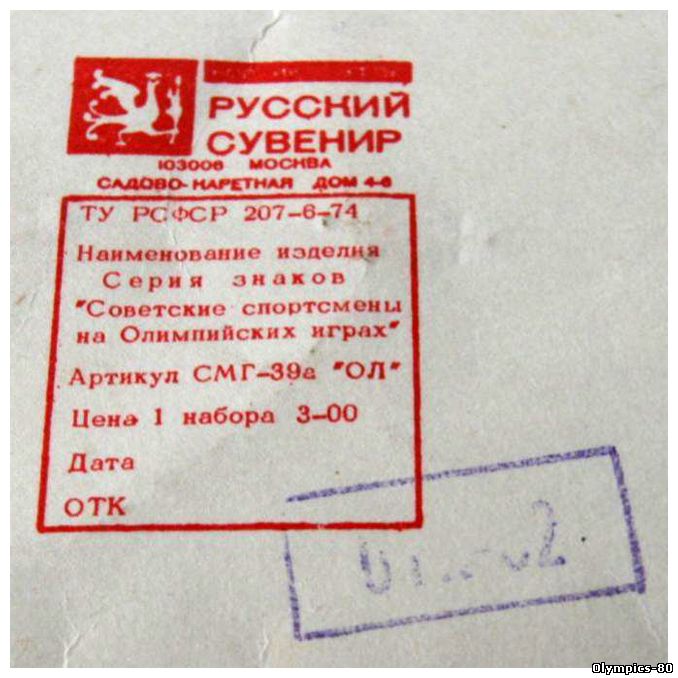 РУССКИЙ
СУВЕНИР
103006 МОСКВА
САДОВО-КАРЕТНАЯ ДОМ 4-6
ТУ РСФСР 207-6-74
Наименование изделия
Серия знаков
"Советские спортсмены
на Олимпийских играх"
Артикул СМГ-39а "ОЛ"
Цена 1 набора 3-00
Дата
ОТК
Olympics-80